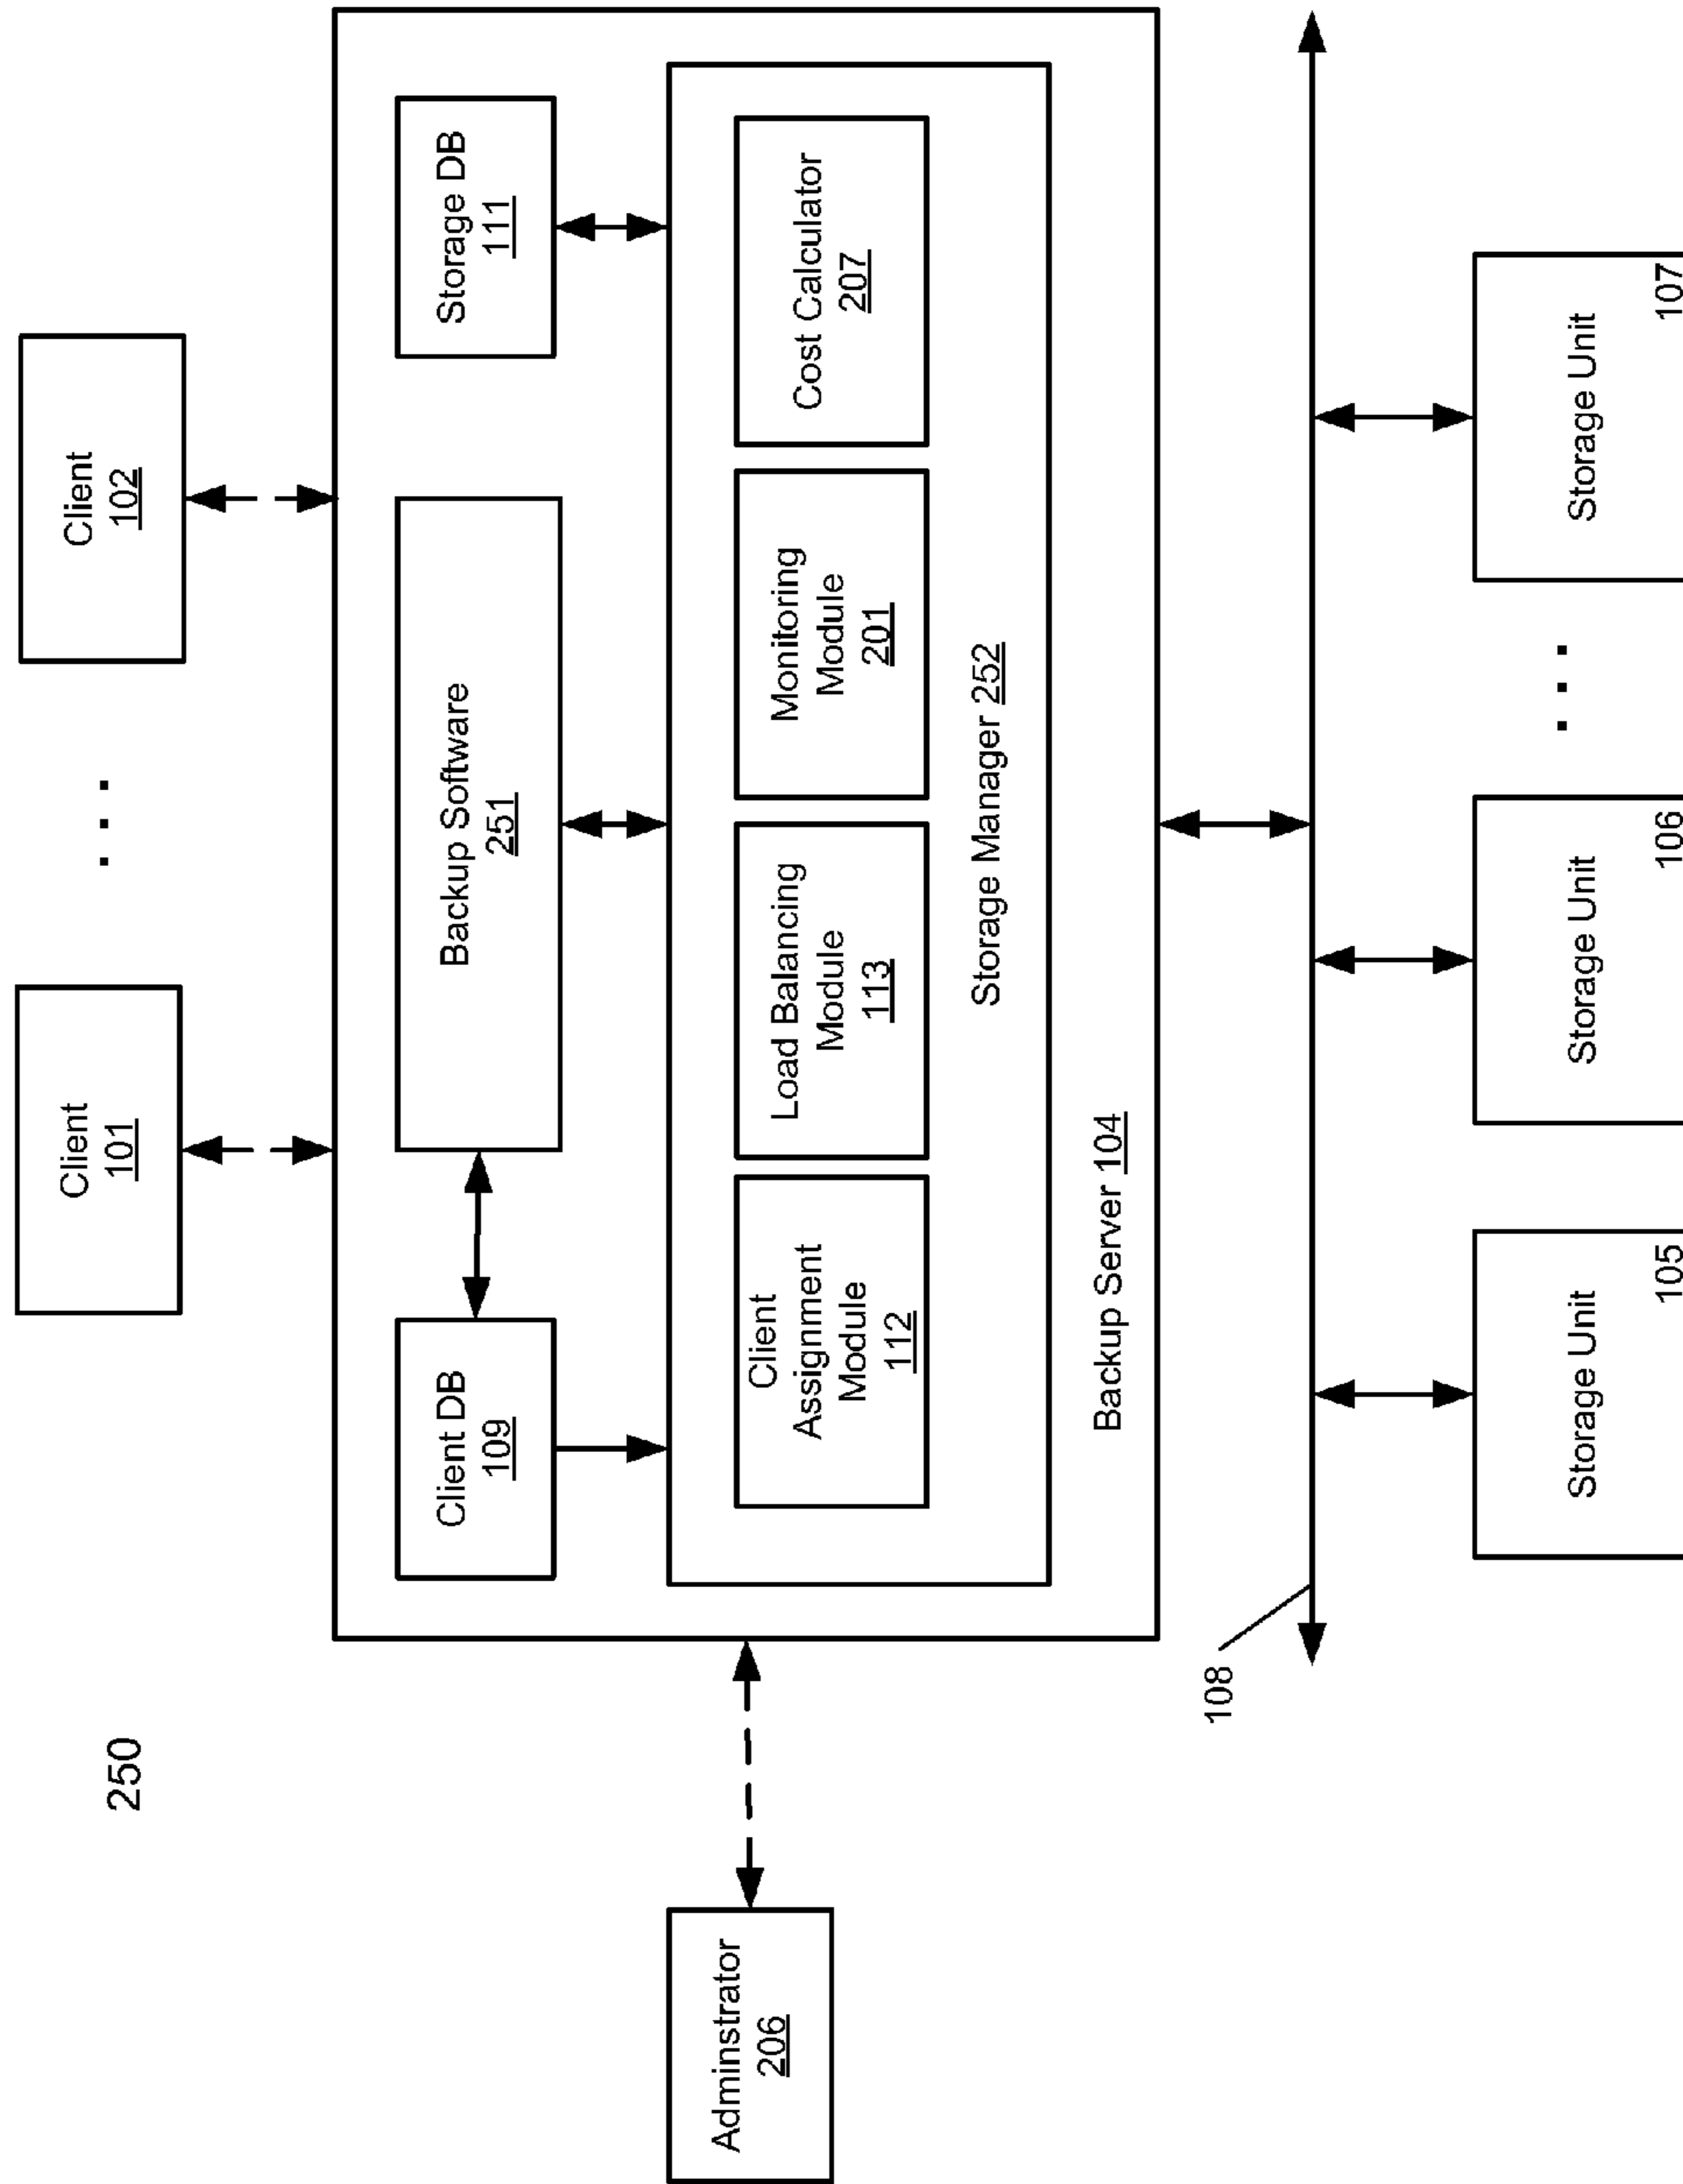 250
Client
101
. . .
Client
102
Adminstrator
206
Client DB
109
Backup Software
251
Storage DB
111
Client
Assignment
Module
112
Load Balancing
Module
113
Monitoring
Module
201
Cost Calculator
207
Storage Manager 252
Backup Server 104
108
Storage Unit
105
Storage Unit
106
. . .
Storage Unit
107